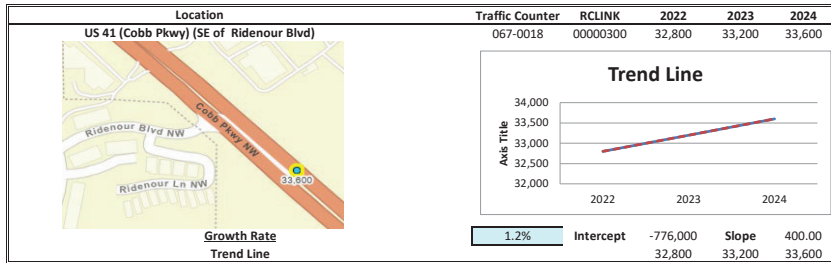 Location Traffic Counter RCLINK 2022 2023 2024
US 41 (Cobb Pkwy) (SE of Ridenour Blvd) 067-0018 00000300 32,800 33,200 33,600
Cobb Pkwy NW
Ridenour Blvd NW
Ridenour Ln NW
33,600
Trend Line
Axis Title
34,000
33,500
33,000
32,500
32,000
2022 2023 2024
Growth Rate 1.2% Intercept -776,000 Slope 400.00
Trend Line 32,800 33,200 33,600